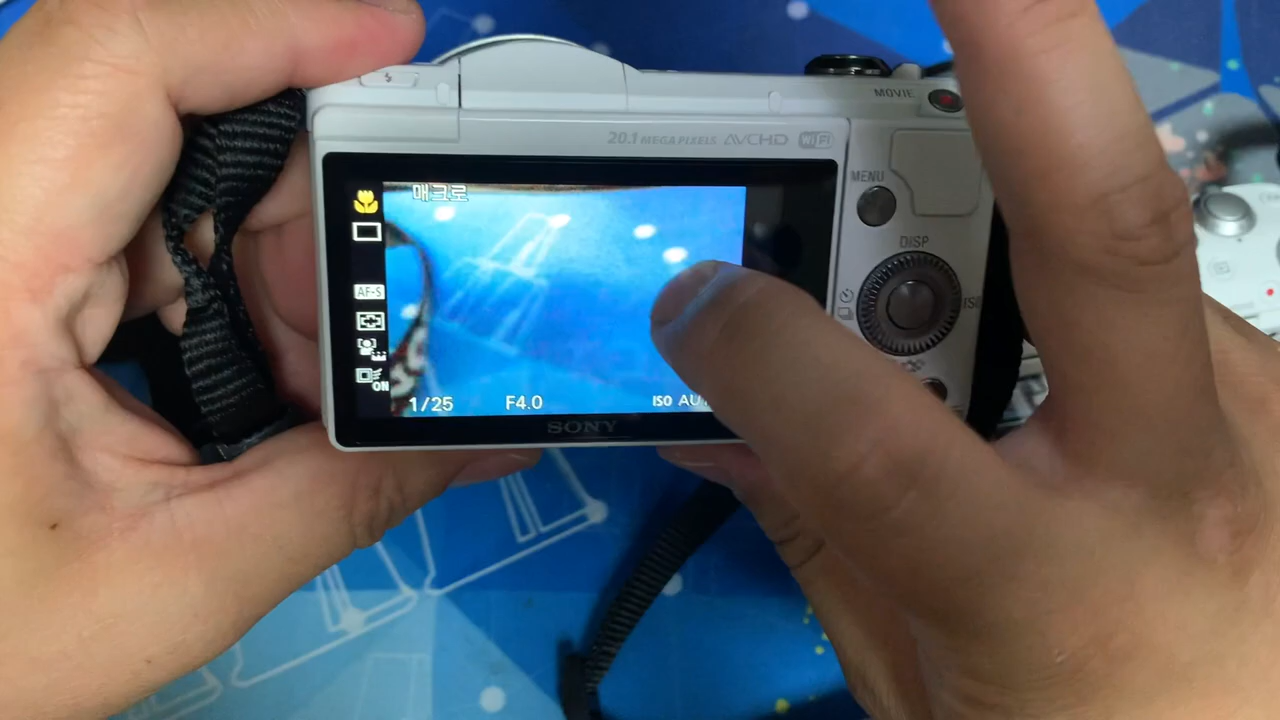 MOVIE
20.1 MEGA PIXELS AVCHD WiFi
MENU
매크로
DISP
AF-S
ON
1/25 F4.0 ISO
SONY